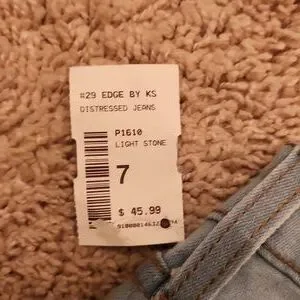 #29 EDGE BY KS
DISTRESSED JEANS
P1610
LIGHT STONE
7
$ 45.99